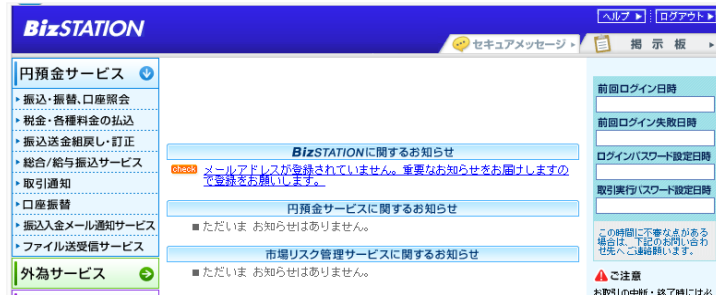 BizSTATION
ヘルプ
ログアウト
セキュアメッセージ
掲示板
円預金サービス
振込・振替、口座照会
税金・各種料金の払込
振込送金組戻し・訂正
総合/給与振込サービス
取引通知
口座振替
振込入金メール通知サービス
ファイル送受信サービス
外為サービス
BizSTATIONに関するお知らせ
check メールアドレスが登録されていません。重要なお知らせをお届けしますの
で登録をお願いします。
円預金サービスに関するお知らせ
■ただいま お知らせはありません。
市場リスク管理サービスに関するお知らせ
■ただいま お知らせはありません。
前回ログイン日時
前回ログイン失敗日時
ログインパスワード設定日時
取引実行パスワード設定日時
この時間に不審な点がある
場合は、下記のお問い合わ
せ先へご連絡願います。
ご注意
お取引の中断・終了時には必